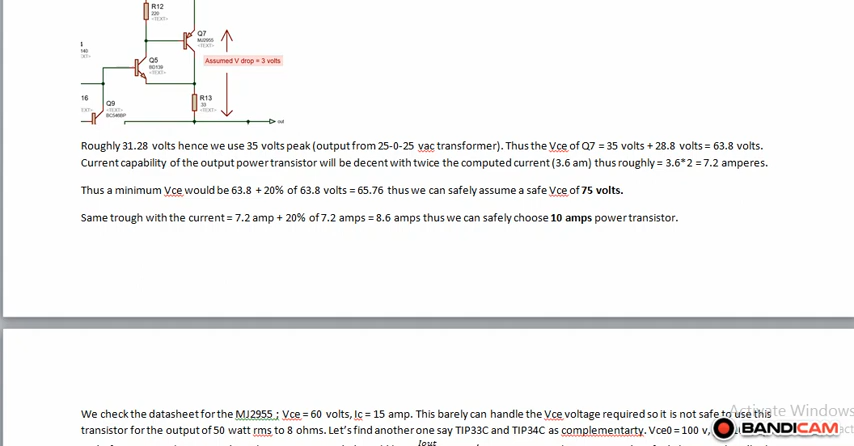 R12
220
<TEXT>
Q7
MJ2955
<TEXT>
Assumed V drop = 3 volts
Q5
<TEXT>
R13
.33
<TEXT>
16
Q9
<TEXT>
BC546BP
out
Roughly 31.28 volts hence we use 35 volts peak (output from 25-0-25 vac transformer). Thus the Vce of Q7 = 35 volts + 28.8 volts = 63.8 volts.
Current capability of the output power transistor will be decent with twice the computed current (3.6 am) thus roughly = 3.6*2 = 7.2 amperes.
Thus a minimum Vce would be 63.8 + 20% of 63.8 volts = 65.76 thus we can safely assume a safe Vce of 75 volts.
Same trough with the current = 7.2 amp + 20% of 7.2 amps = 8.6 amps thus we can safely choose 10 amps power transistor.
We check the datasheet for the MJ2955 ; Vce = 60 volts, Ic = 15 amp. This barely can handle the Vce voltage required so it is not safe to use this
Activate Windows
transistor for the output of 50 watt rms to 8 ohms. Let's find another one say TIP33C and TIP34C as complementarty. Vce0 = 100 v,
BANDICAM
Iout